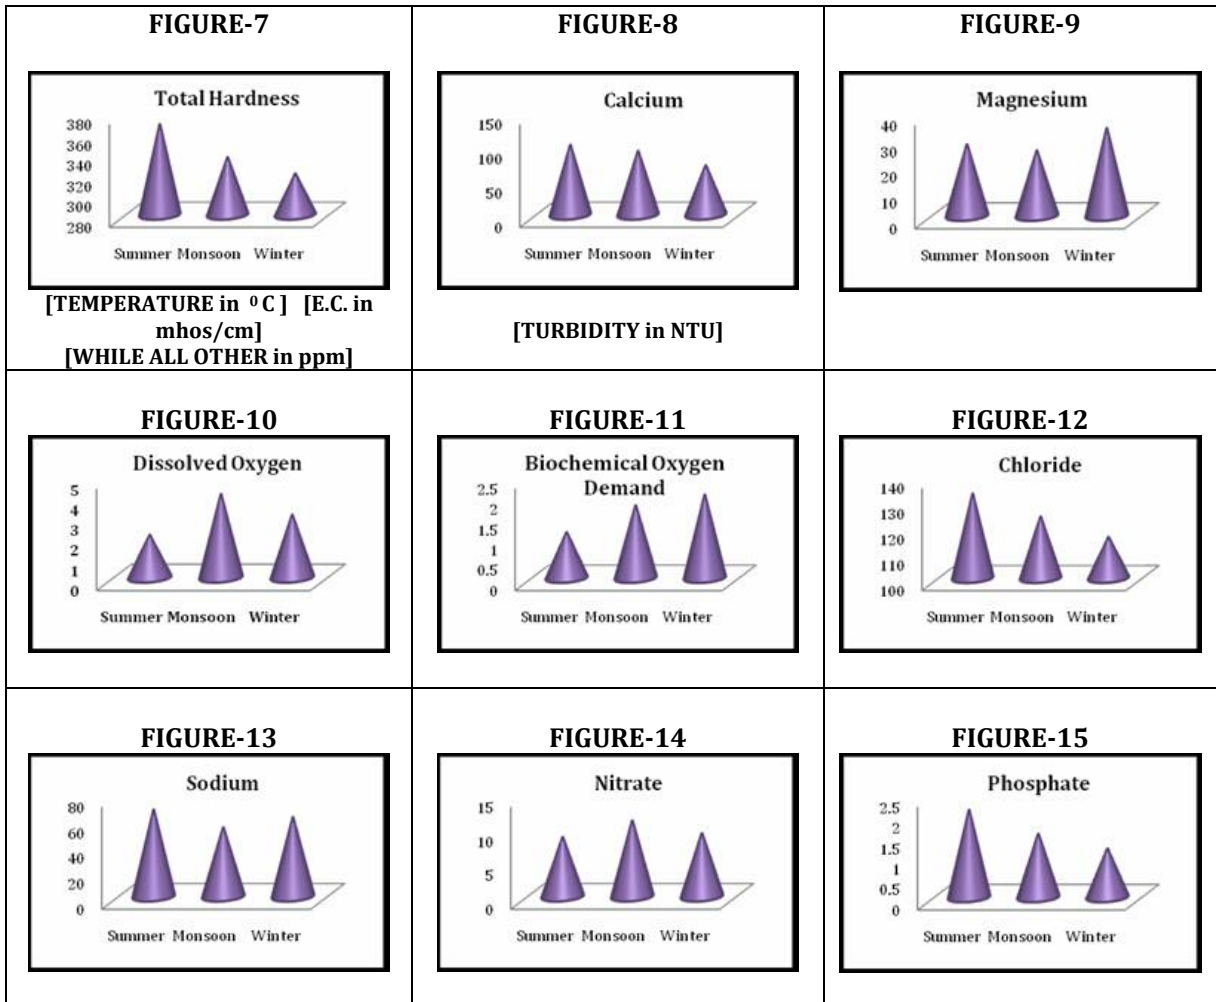 FIGURE-7
Total Hardness
380
360
340
320
300
280
Summer Monsoon Winter
[TEMPERATURE in ⁰ C ] [E.C. in
mhos/cm]
[WHILE ALL OTHER in ppm]
FIGURE-8
Calcium
150
100
50
0
Summer Monsoon Winter
[TURBIDITY in NTU]
FIGURE-9
Magnesium
40
30
20
10
0
Summer Monsoon Winter
FIGURE-10
Dissolved Oxygen
5
4
3
2
1
0
Summer Monsoon Winter
FIGURE-11
Biochemical Oxygen
Demand
2.5
2
1.5
1
0.5
0
Summer Monsoon Winter
FIGURE-12
Chloride
140
130
120
110
100
Summer Monsoon Winter
FIGURE-13
Sodium
80
60
40
20
0
Summer Monsoon Winter
FIGURE-14
Nitrate
15
10
5
0
Summer Monsoon Winter
FIGURE-15
Phosphate
2.5
2
1.5
1
0.5
0
Summer Monsoon Winter